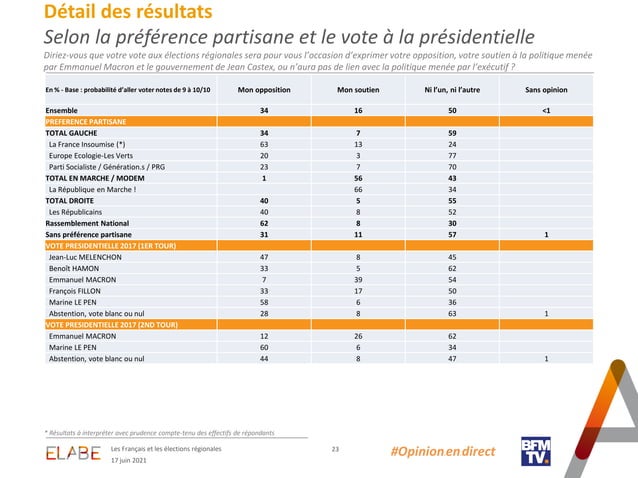 Détail des résultats
Selon la préférence partisane et le vote à la présidentielle
Diriez-vous que votre vote aux élections régionales sera pour vous l'occasion d'exprimer votre opposition, votre soutien à la politique menée
par Emmanuel Macron et le gouvernement de Jean Castex, ou n'aura pas de lien avec la politique menée par l'exécutif ?
En % - Base : probabilité d'aller voter notes de 9 à 10/10 Mon opposition Mon soutien Ni l'un, ni l'autre Sans opinion
Ensemble 34 16 50 <1
PREFERENCE PARTISANE
TOTAL GAUCHE 34 7 59
La France Insoumise (*) 63 13 24
Europe Ecologie-Les Verts 20 3 77
Parti Socialiste / Génération.s / PRG 23 7 70
TOTAL EN MARCHE / MODEM 1 56 43
La République en Marche ! 66 34
TOTAL DROITE 40 5 55
Les Républicains 40 8 52
Rassemblement National 62 8 30
Sans préférence partisane 31 11 57 1
VOTE PRESIDENTIELLE 2017 (1ER TOUR)
Jean-Luc MELENCHON 47 8 45
Benoît HAMON 33 5 62
Emmanuel MACRON 7 39 54
François FILLON 33 17 50
Marine LE PEN 58 6 36
Abstention, vote blanc ou nul 28 8 63 1
VOTE PRESIDENTIELLE 2017 (2ND TOUR)
Emmanuel MACRON 12 26 62
Marine LE PEN 60 6 34
Abstention, vote blanc ou nul 44 8 47 1
* Résultats à interpréter avec prudence compte-tenu des effectifs de répondants
ELABE
Les Français et les élections régionales
17 juin 2021
23
#Opinion en direct
BFM
TV.